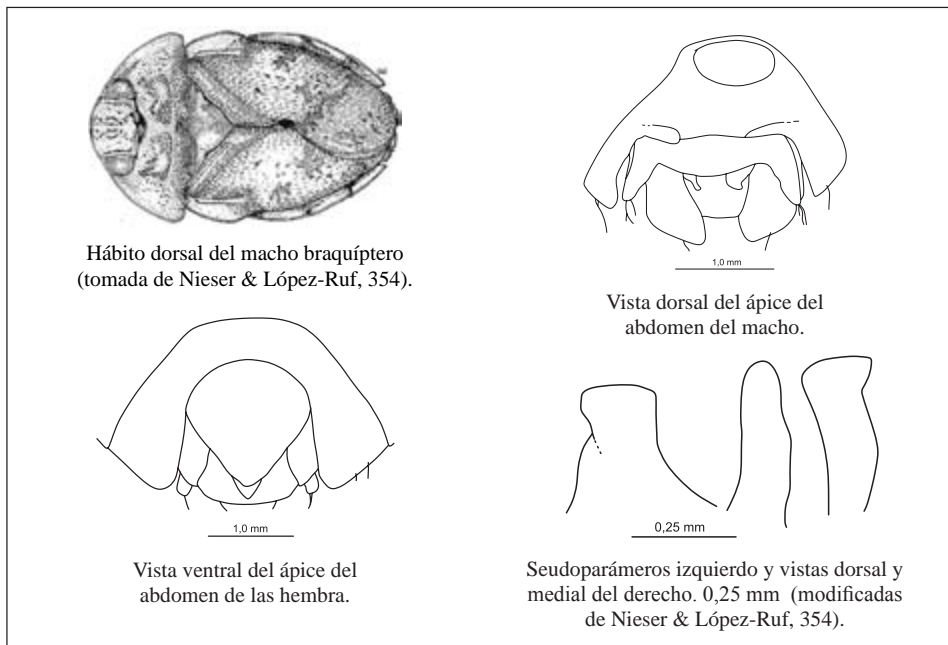 Hábito dorsal del macho braquíptero
(tomada de Nieser & López-Ruf, 354).
1,0 mm
Vista dorsal del ápice del
abdomen del macho.
1,0 mm
Vista ventral del ápice del
abdomen de las hembra.
0,25 mm
Seudoparámeros izquierdo y vistas dorsal y
medial del derecho. 0,25 mm (modificadas
de Nieser & López-Ruf, 354).